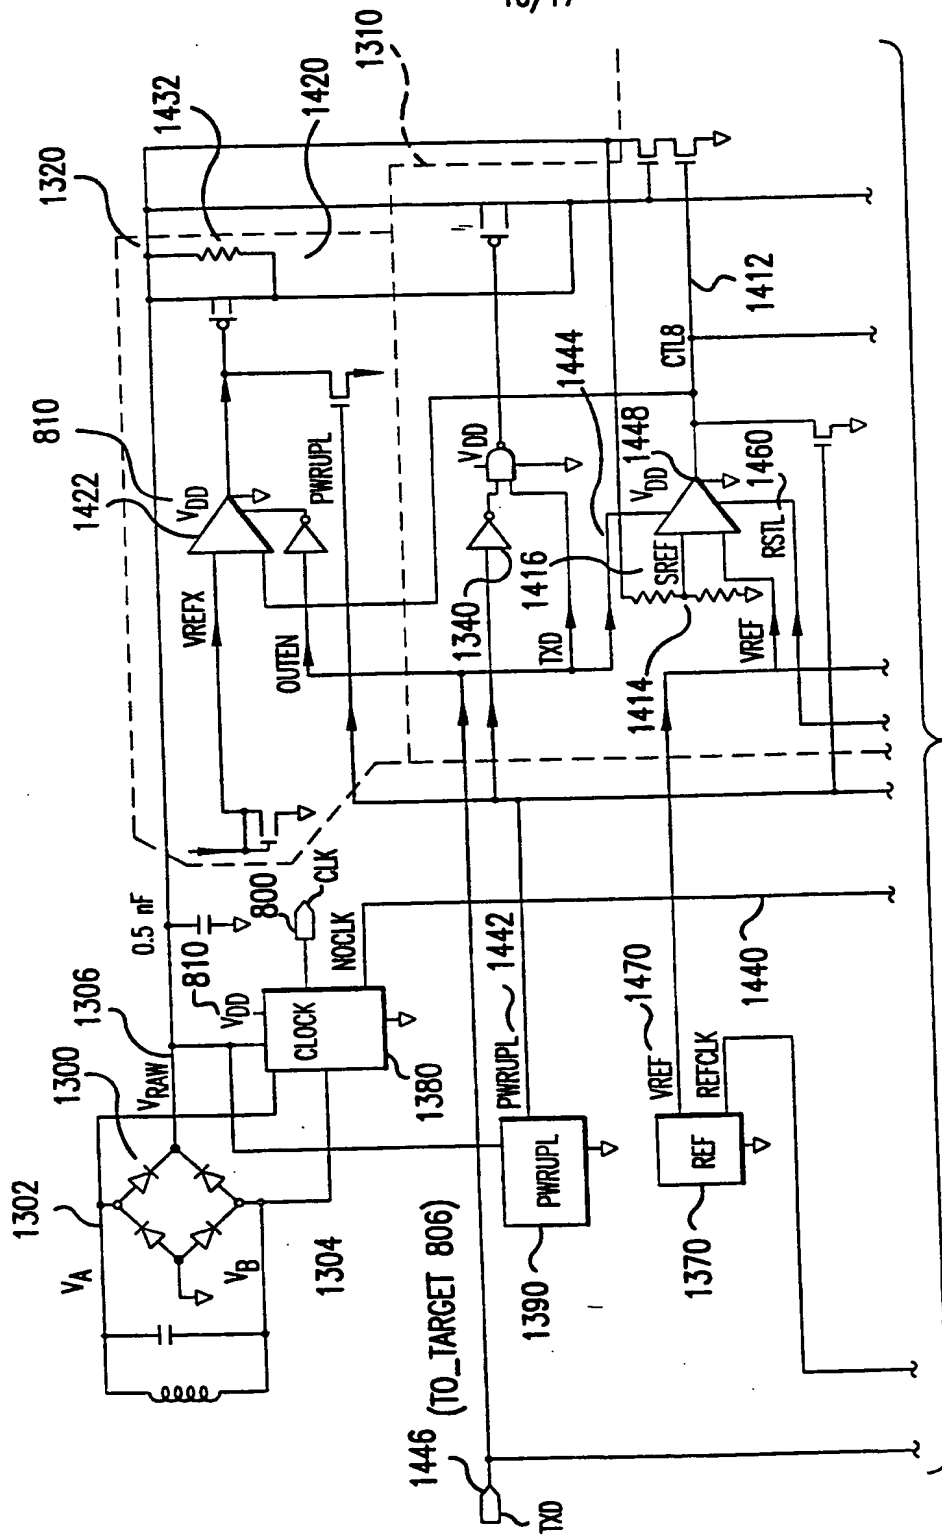 1310
1432
1420
1320
810
1422
VDD
PWRUPL
VREFX
OUTEN
VDD
1340
TXD
1444
1416
SREF
1414
VREF
VDD
1448
1460
RSTL
CTL8
1412
0.5 nF
810
VDD
800
CLK
NOCLK
1306
1300
VRAW
CLOCK
1380
1302
VA
VB
1304
1442
PWRUPL
PWRUPL
1390
1470
VREF
REFCLK
REF
1370
1440
(TO_TARGET 806)
1446
TXD